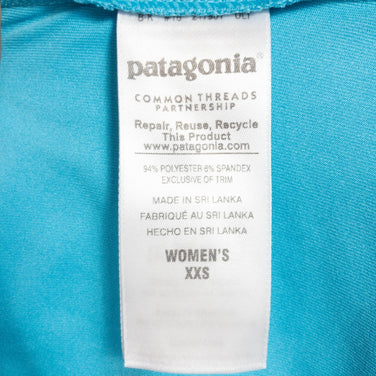 patagonia®
COMMON THREADS
PARTNERSHIP
Repair, Reuse, Recycle
This Product
www.patagonia.com
94% POLYESTER 6% SPANDEX
EXCLUSIVE OF TRIM
MADE IN SRI LANKA
FABRIQUÉ AU SRI LANKA
HECHO EN SRI LANKA
WOMEN'S
XXS